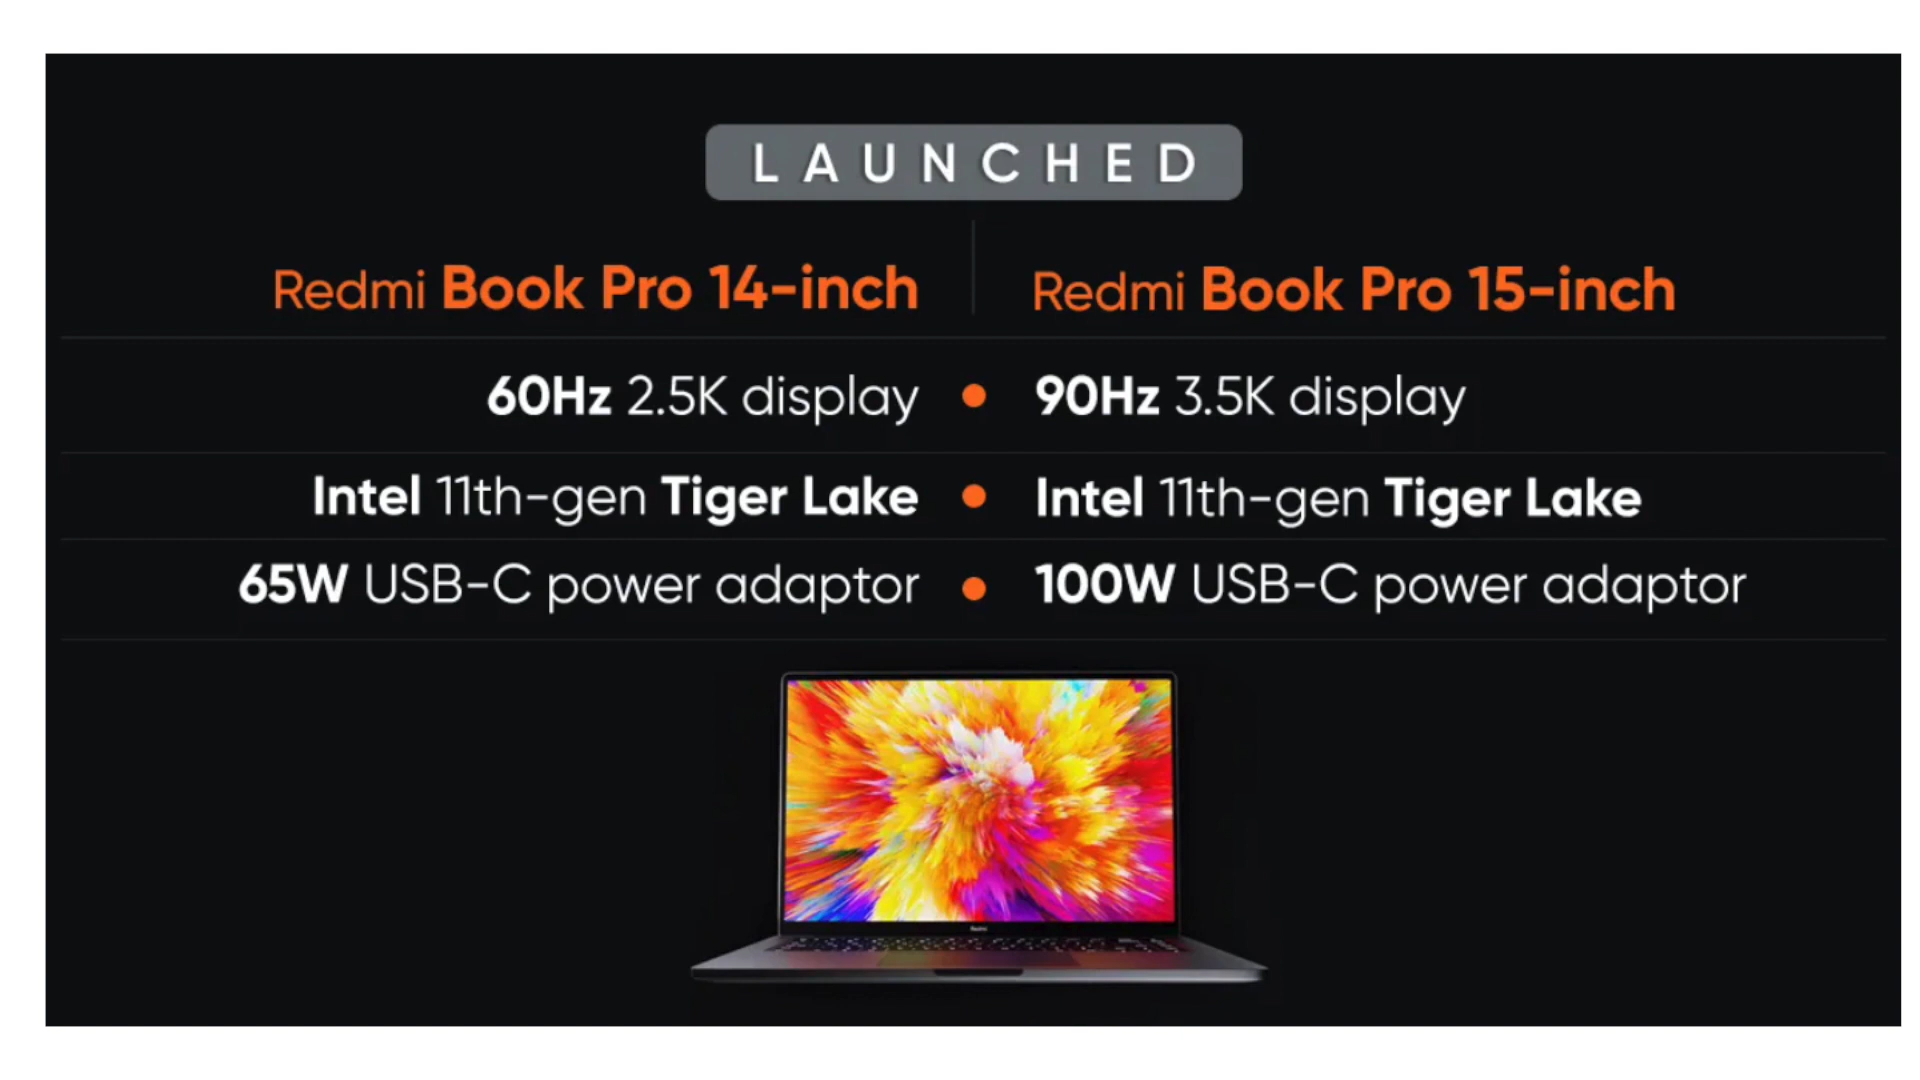 LAUNCHED
Redmi Book Pro 14-inch
Redmi Book Pro 15-inch
60Hz 2.5K display
90Hz 3.5K display
Intel 11th-gen Tiger Lake
Intel 11th-gen Tiger Lake
65W USB-C power adaptor
100W USB-C power adaptor
Redmi